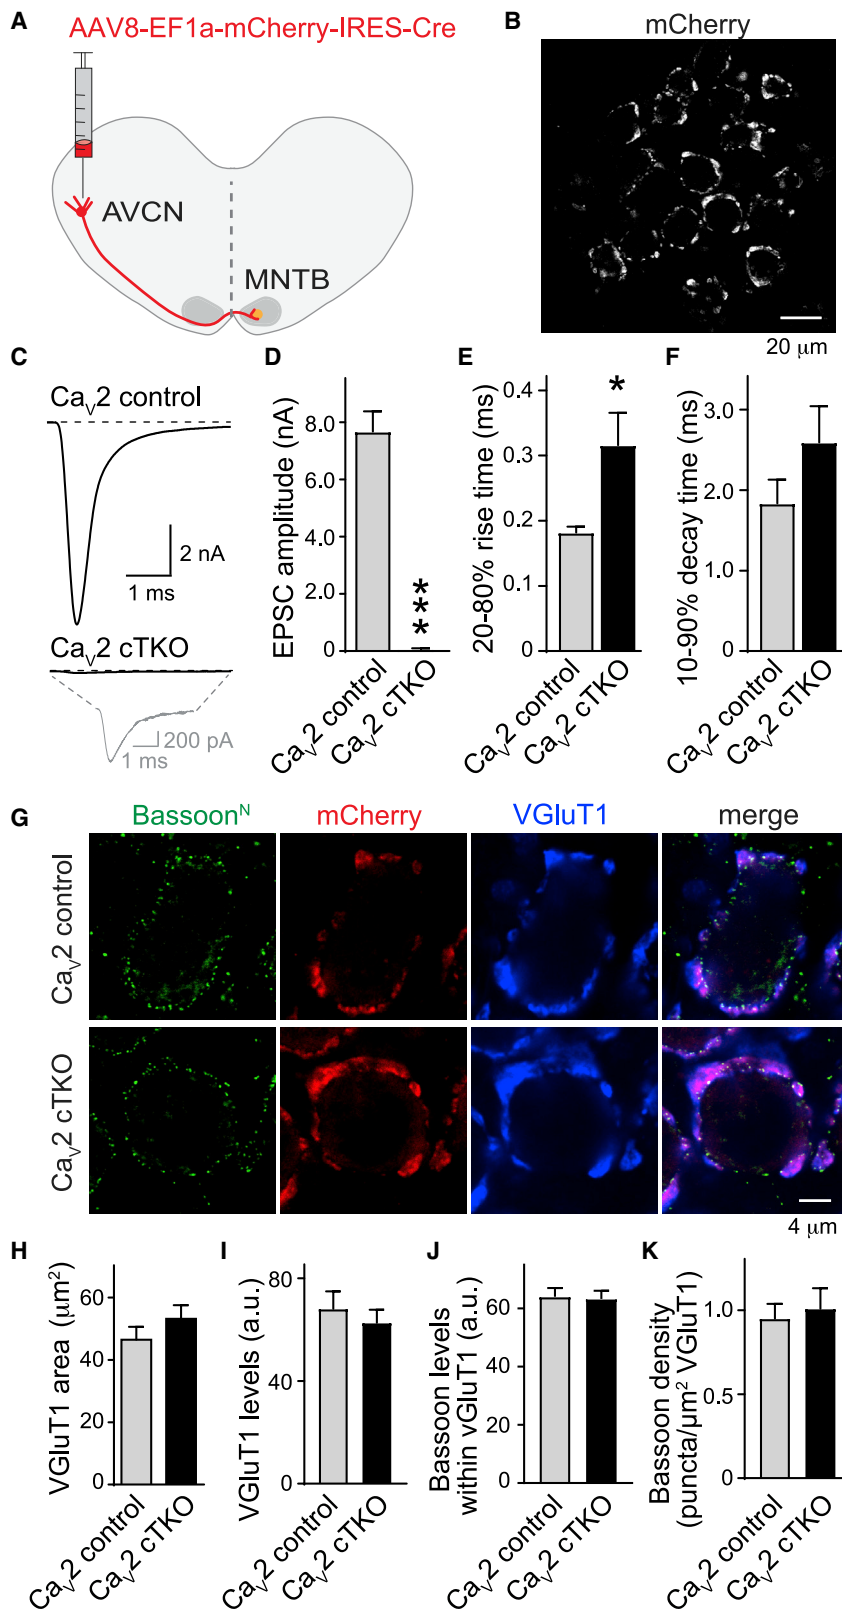 A
AAV8-EF1a-mCherry-IRES-Cre
AVCN
MNTB
B
mCherry
20 μm
C
Caᵥ2 control
2 nA
1 ms
Caᵥ2 cTKO
200 pA
1 ms
D
EPSC amplitude (nA)
8.0
6.0
4.0
2.0
0
***
Caᵥ2 control
Caᵥ2 cTKO
E
20-80% rise time (ms)
0.4
0.3
0.2
0.1
0
*
Caᵥ2 control
Caᵥ2 cTKO
F
10-90% decay time (ms)
3.0
2.0
1.0
0
Caᵥ2 control
Caᵥ2 cTKO
G
Bassoonᴺ
mCherry
VGluT1
merge
Caᵥ2 control
Caᵥ2 cTKO
4 μm
H
VGluT1 area (μm²)
60
40
20
0
Caᵥ2 control
Caᵥ2 cTKO
I
VGluT1 levels (a.u.)
80
60
0
Caᵥ2 control
Caᵥ2 cTKO
J
Bassoon levels
within vGluT1 (a.u.)
60
40
20
0
Caᵥ2 control
Caᵥ2 cTKO
K
Bassoon density
(puncta/μm² VGluT1)
1.0
0.5
0
Caᵥ2 control
Caᵥ2 cTKO